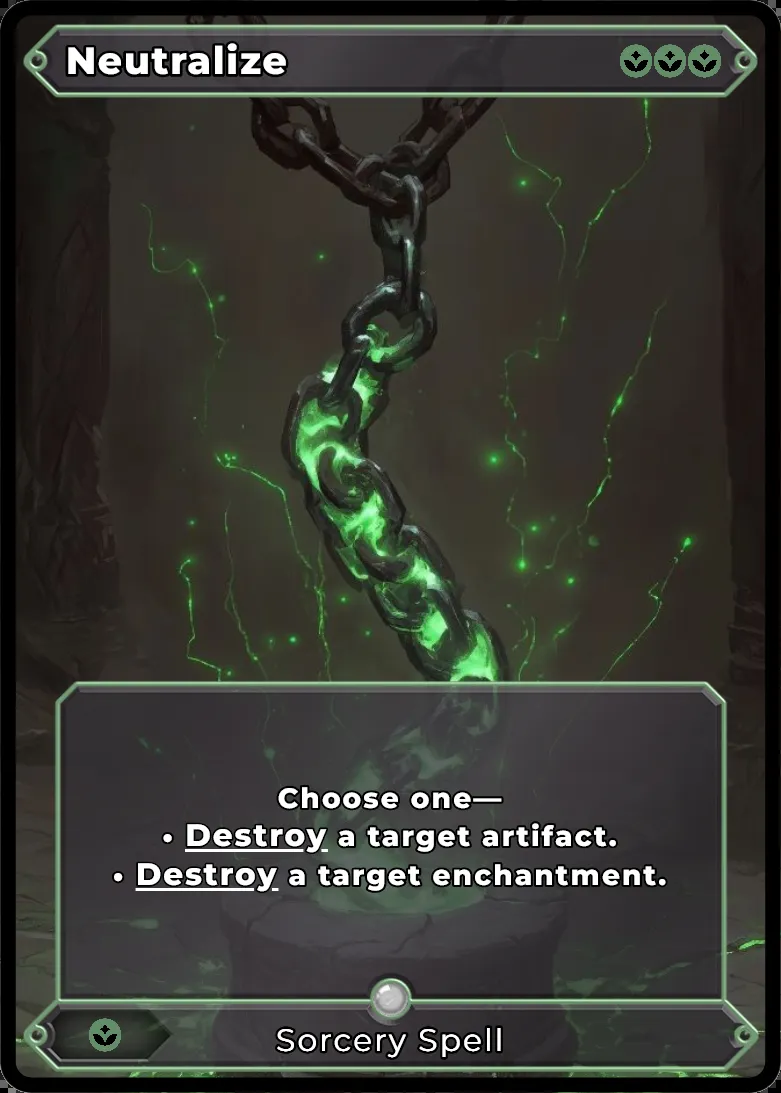 Neutralize
Choose one—
• Destroy a target artifact.
• Destroy a target enchantment.
Sorcery Spell